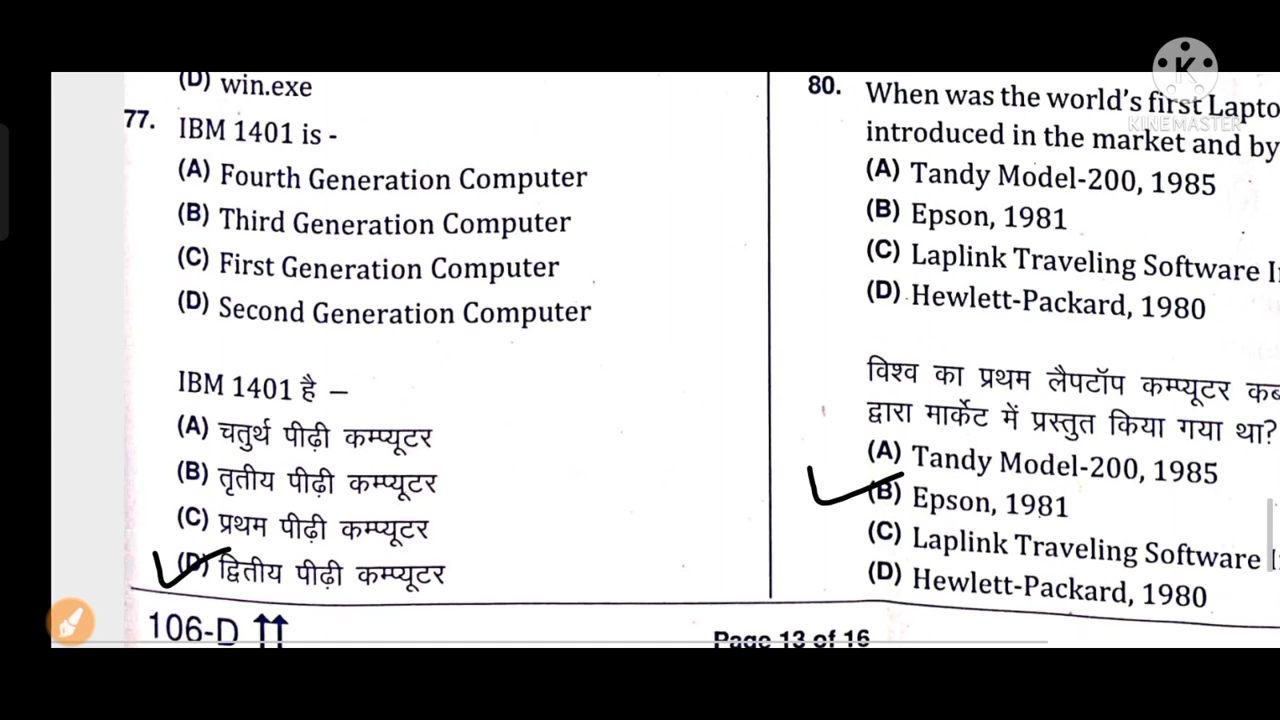 (D) win.exe
77. IBM 1401 is -
(A) Fourth Generation Computer
(B) Third Generation Computer
(C) First Generation Computer
(D) Second Generation Computer
IBM 1401 है –
(A) चतुर्थ पीढ़ी कम्प्यूटर
(B) तृतीय पीढ़ी कम्प्यूटर
(C) प्रथम पीढ़ी कम्प्यूटर
(D) द्वितीय पीढ़ी कम्प्यूटर
106-D
80. When was the world's first Lapto
introduced in the market and by
(A) Tandy Model-200, 1985
(B) Epson, 1981
(C) Laplink Traveling Software I
(D) Hewlett-Packard, 1980
विश्व का प्रथम लैपटॉप कम्प्यूटर कब
द्वारा मार्केट में प्रस्तुत किया गया था?
(A) Tandy Model-200, 1985
(B) Epson, 1981
(C) Laplink Traveling Software I
(D) Hewlett-Packard, 1980
Page 13 of 16
K
KINEMASTER